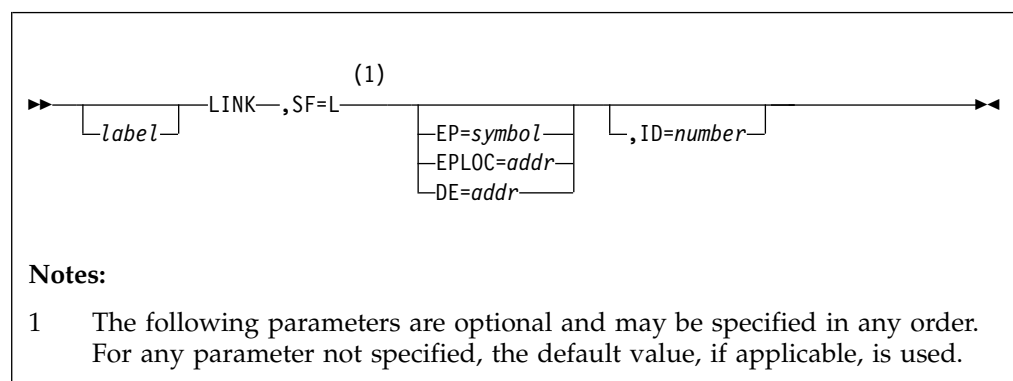 (1)
▶▶ label LINK ,SF=L EP=symbol ,ID=number ▶◀
EPLOC=addr
DE=addr
Notes:
1 The following parameters are optional and may be specified in any order.
For any parameter not specified, the default value, if applicable, is used.